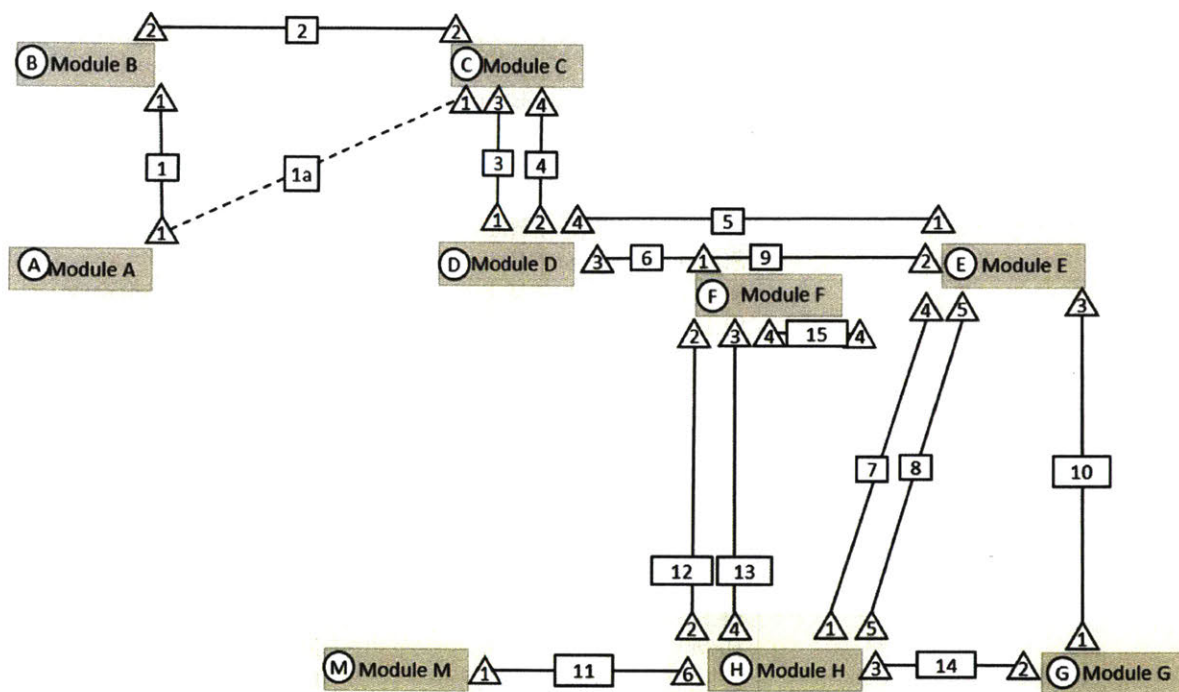 2 2 2
B Module B C Module C
1 1 3 4
1 1a 3 4
1 1 2 4 5 1
A Module A D Module D 3 6 1 9 2 E Module E
F Module F
2 3 4 15 4 4 5 3
7 8 10
12 13
2 4 1 5 1
M Module M 1 11 6 H Module H 3 14 2 G Module G